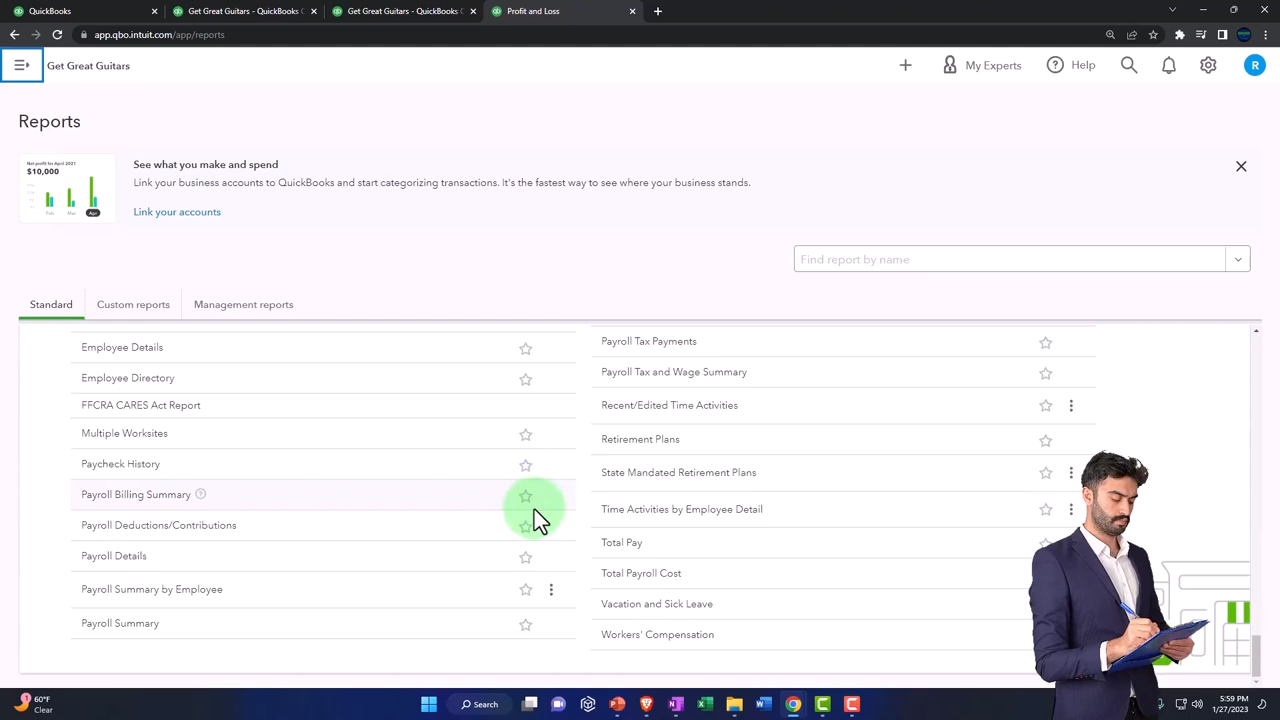 QuickBooks
Get Great Guitars - QuickBooks C
Get Great Guitars - QuickBooks C
Profit and Loss
app.qbo.intuit.com/app/reports
Get Great Guitars
My Experts
Help
R
Reports
Net profit for April 2021
$10,000
Feb
Mar
Apr
See what you make and spend
Link your business accounts to QuickBooks and start categorizing transactions. It's the fastest way to see where your business stands.
Link your accounts
Find report by name
Standard
Custom reports
Management reports
Employee Details
Employee Directory
FFCRA CARES Act Report
Multiple Worksites
Paycheck History
Payroll Billing Summary
Payroll Deductions/Contributions
Payroll Details
Payroll Summary by Employee
Payroll Summary
Payroll Tax Payments
Payroll Tax and Wage Summary
Recent/Edited Time Activities
Retirement Plans
State Mandated Retirement Plans
Time Activities by Employee Detail
Total Pay
Total Payroll Cost
Vacation and Sick Leave
Workers' Compensation
1
60°F
Clear
Search
5:59 PM
1/27/2023